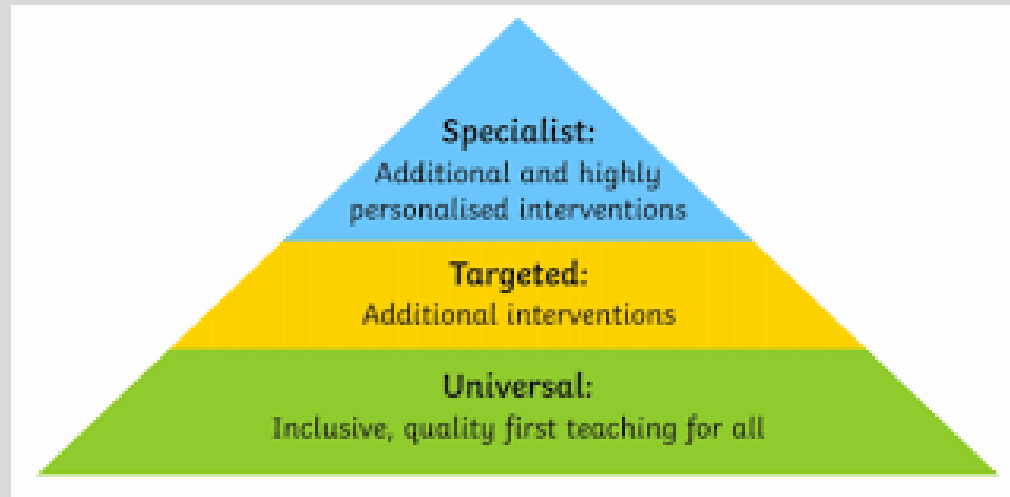 Specialist:
Additional and highly
personalised interventions
Targeted:
Additional interventions
Universal:
Inclusive, quality first teaching for all